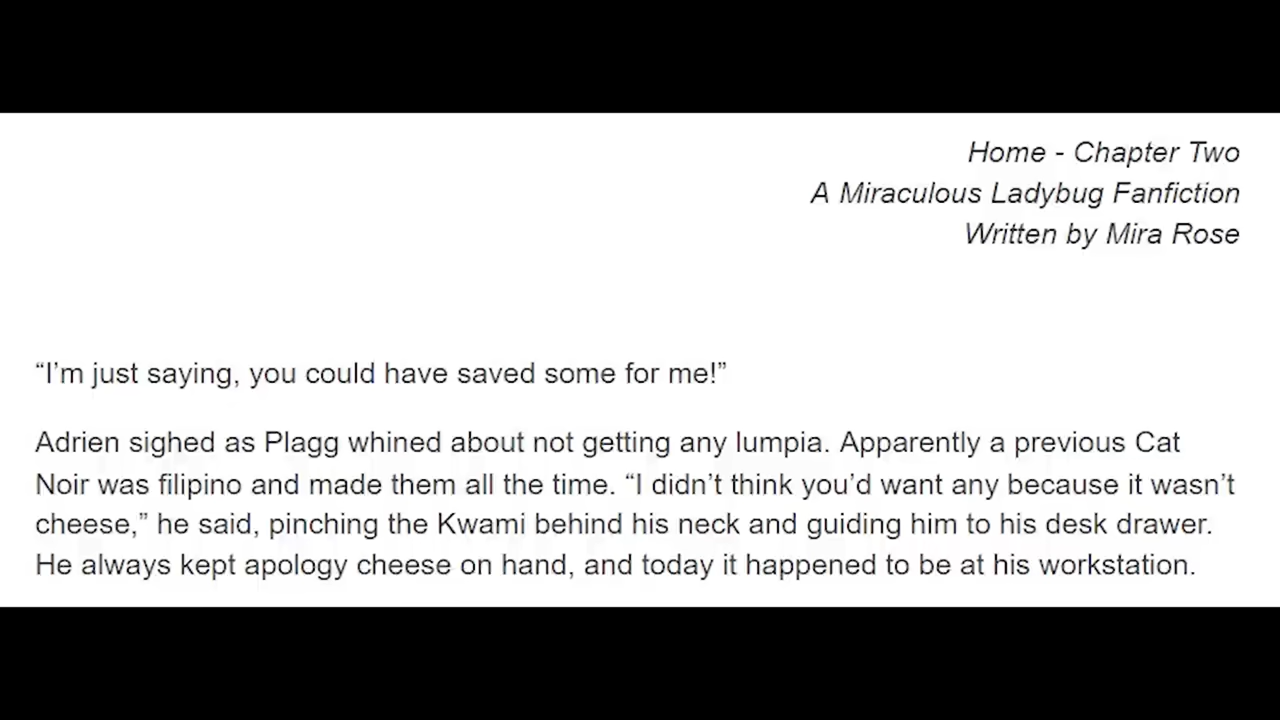 Home - Chapter Two
A Miraculous Ladybug Fanfiction
Written by Mira Rose
“I’m just saying, you could have saved some for me!”
Adrien sighed as Plagg whined about not getting any lumpia. Apparently a previous Cat
Noir was filipino and made them all the time. “I didn’t think you’d want any because it wasn’t
cheese,” he said, pinching the Kwami behind his neck and guiding him to his desk drawer.
He always kept apology cheese on hand, and today it happened to be at his workstation.